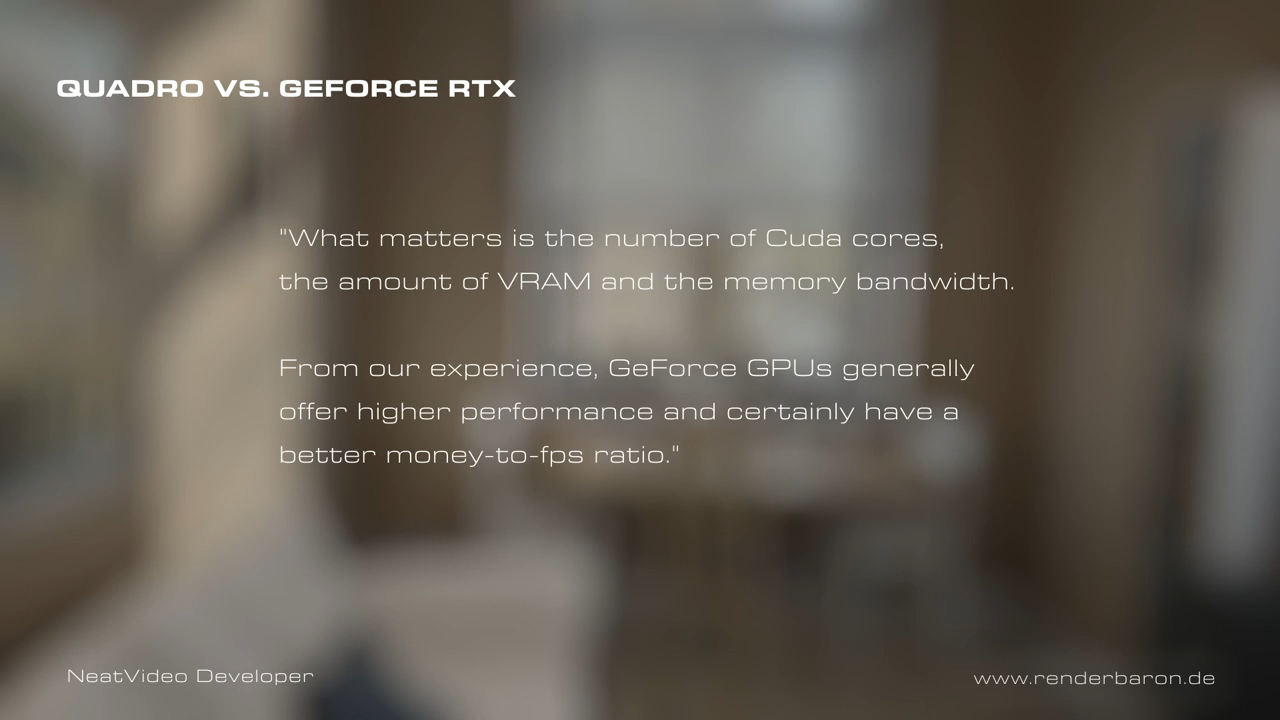 QUADRO VS. GEFORCE RTX
"What matters is the number of Cuda cores,
the amount of VRAM and the memory bandwidth.
From our experience, GeForce GPUs generally
offer higher performance and certainly have a
better money-to-fps ratio."
NeatVideo Developer
www.renderbaron.de